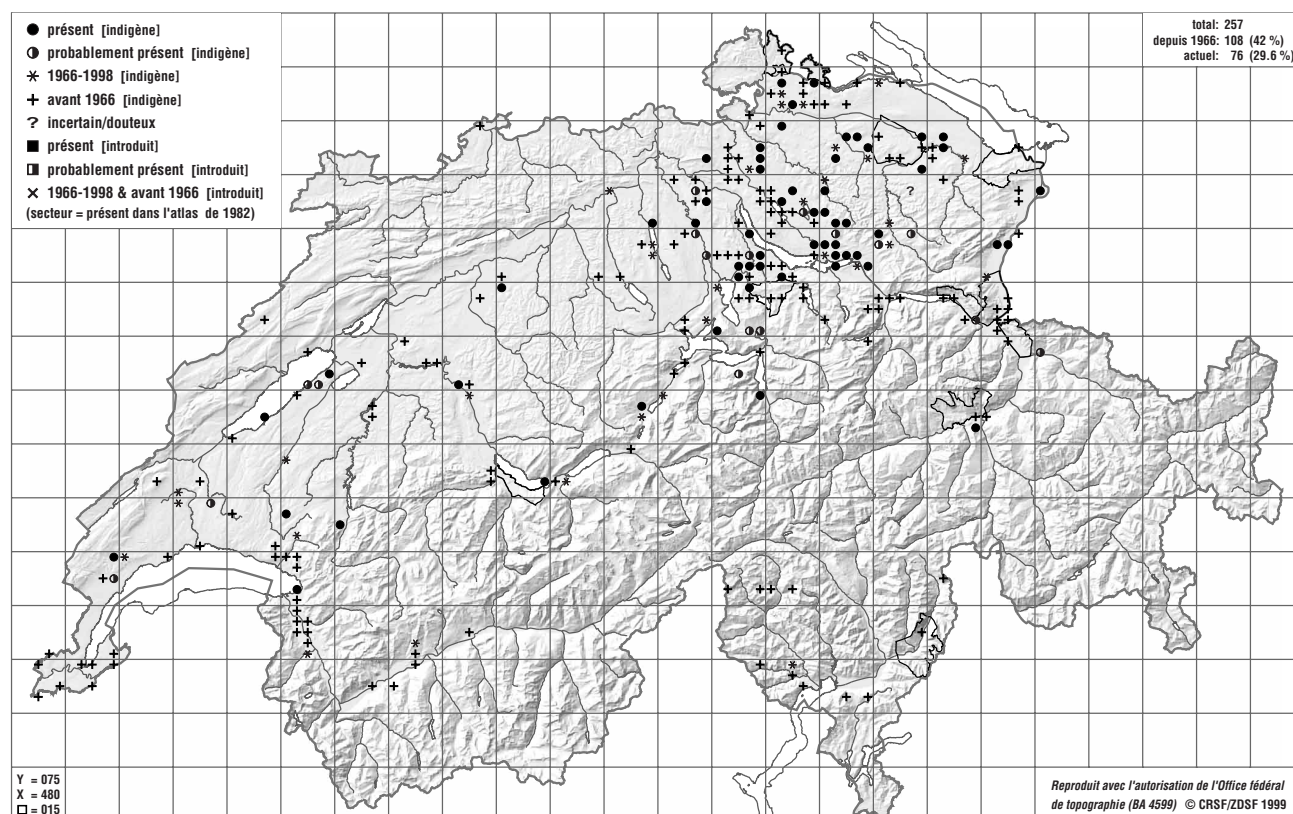 ● présent [indigène]
◑ probablement présent [indigène]
✳ 1966-1998 [indigène]
+ avant 1966 [indigène]
? incertain/douteux
■ présent [introduit]
◨ probablement présent [introduit]
× 1966-1998 & avant 1966 [introduit]
(secteur = présent dans l'atlas de 1982)
total: 257
depuis 1966: 108 (42 %)
actuel: 76 (29.6 %)
?
Y = 075
X = 480
□ = 015
Reproduit avec l'autorisation de l'Office fédéral
de topographie (BA 4599) © CRSF/ZDSF 1999